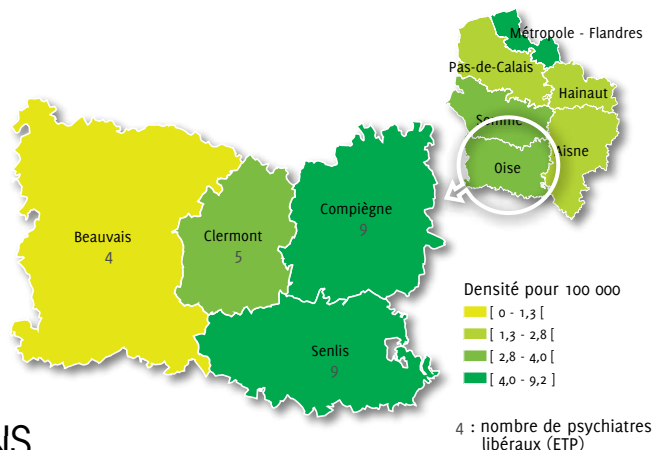 Métropole - Flandres
Pas-de-Calais
Hainaut
Somme
Aisne
Oise
Compiègne
9
Beauvais
4
Clermont
5
Senlis
9
Densité pour 100 000
[ 0 - 1,3 [
[ 1,3 - 2,8 [
[ 2,8 - 4,0 [
[ 4,0 - 9,2 ]
4 : nombre de psychiatres
libéraux (ETP)
NS